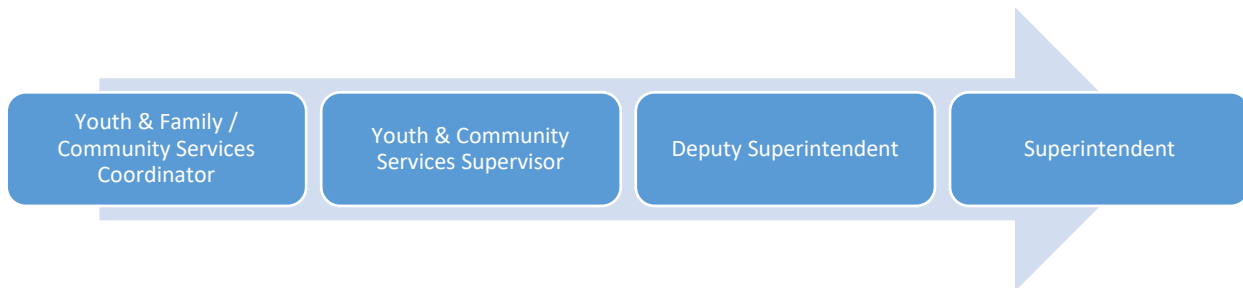 Youth & Family /
Community Services
Coordinator
Youth & Community
Services Supervisor
Deputy Superintendent
Superintendent